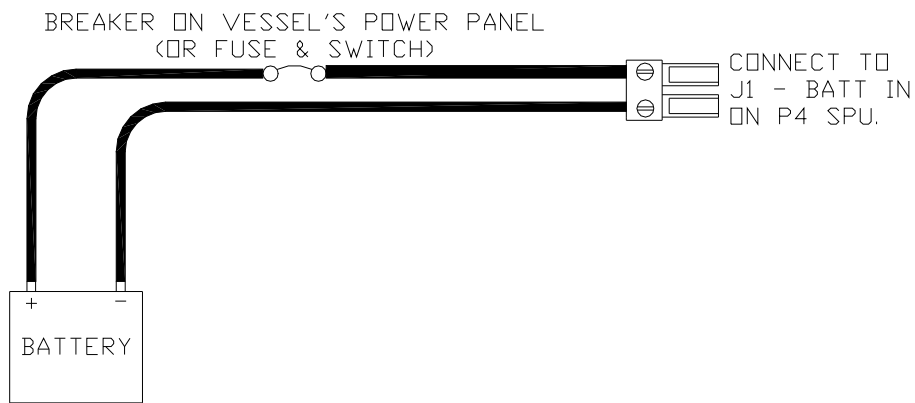 BREAKER ON VESSEL'S POWER PANEL
(OR FUSE & SWITCH)
CONNECT TO
J1 - BATT IN
ON P4 SPU.
+ −
BATTERY